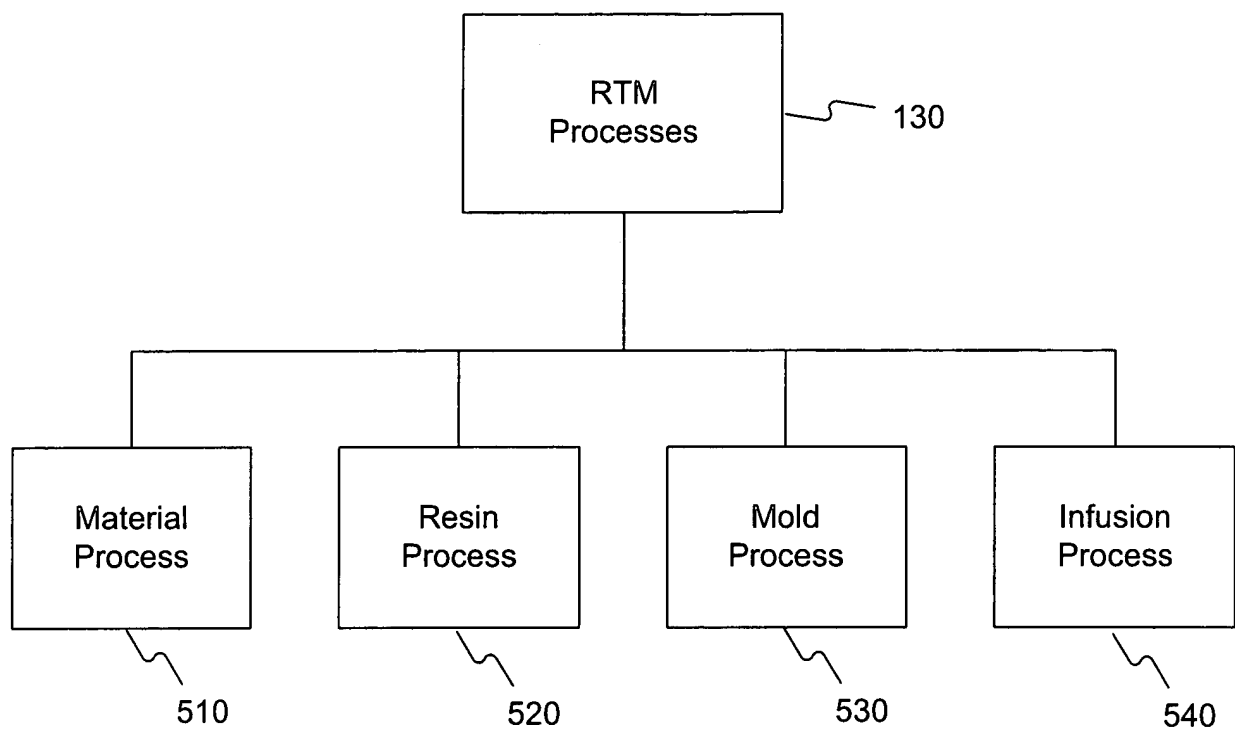 RTM
Processes
130
Material
Process
Resin
Process
Mold
Process
Infusion
Process
510
520
530
540